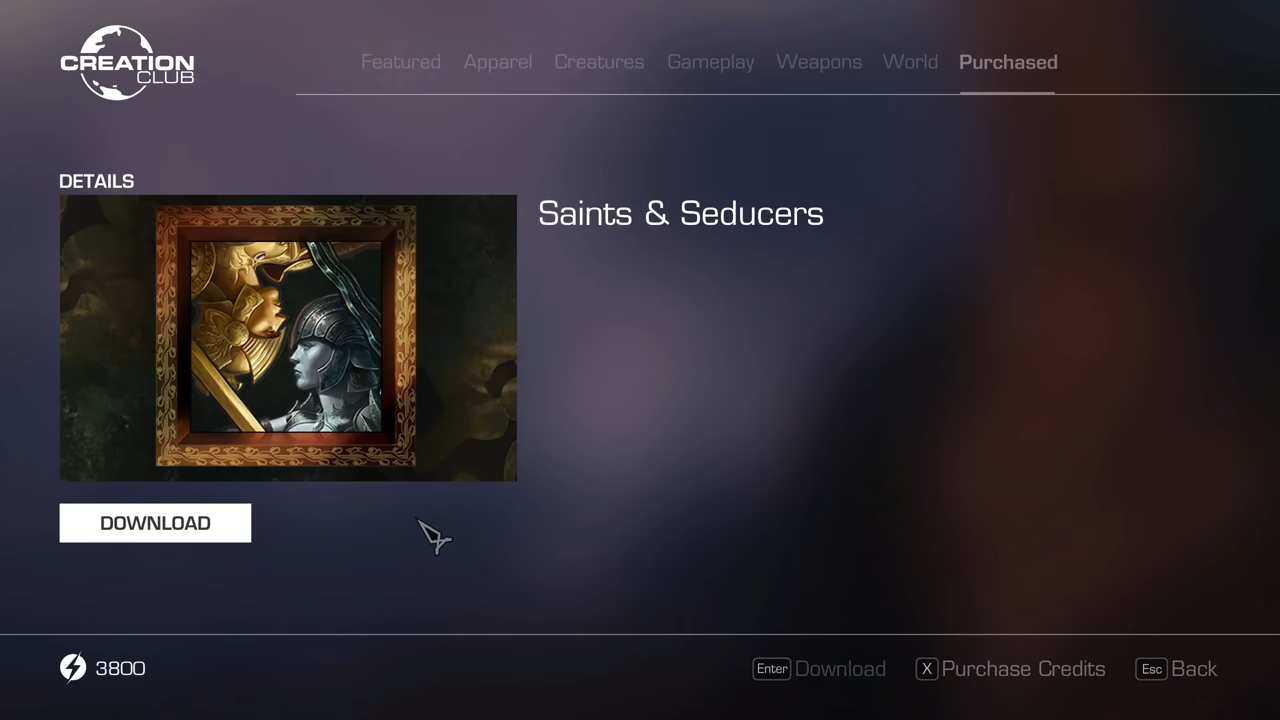 CREATION
CLUB
Featured Apparel Creatures Gameplay Weapons World Purchased
DETAILS
Saints & Seducers
DOWNLOAD
3800
Enter Download X Purchase Credits Esc Back